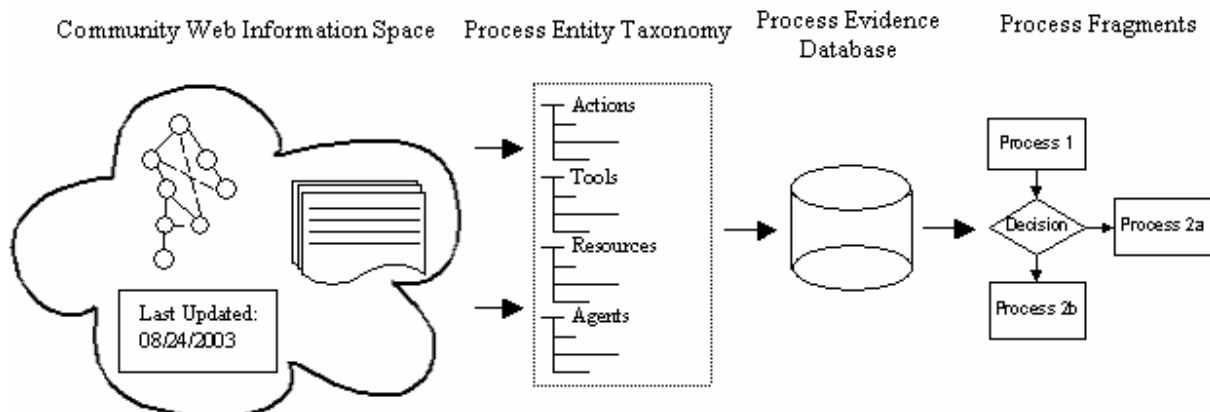 Community Web Information Space
Process Entity Taxonomy
Process Evidence
Database
Process Fragments
Last Updated:
08/24/2003
Actions
Tools
Resources
Agents
Process 1
Decision
Process 2a
Process 2b